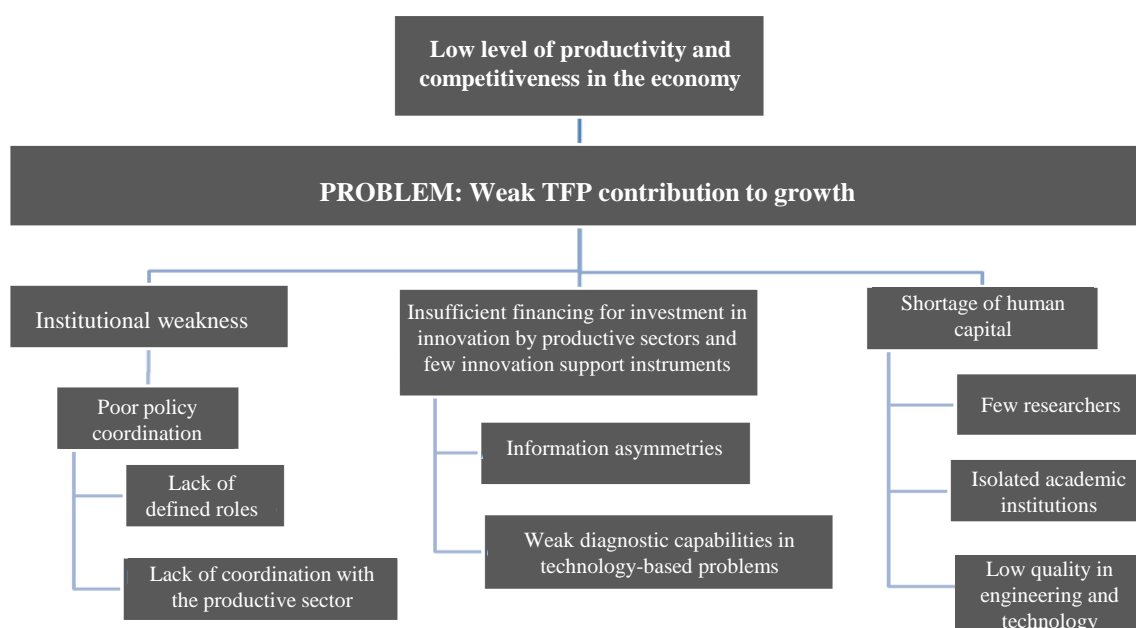 Low level of productivity and
competitiveness in the economy
PROBLEM: Weak TFP contribution to growth
Institutional weakness
Poor policy
coordination
Lack of
defined roles
Lack of coordination with
the productive sector
Insufficient financing for investment in
innovation by productive sectors and
few innovation support instruments
Information asymmetries
Weak diagnostic capabilities in
technology-based problems
Shortage of human
capital
Few researchers
Isolated academic
institutions
Low quality in
engineering and
technology